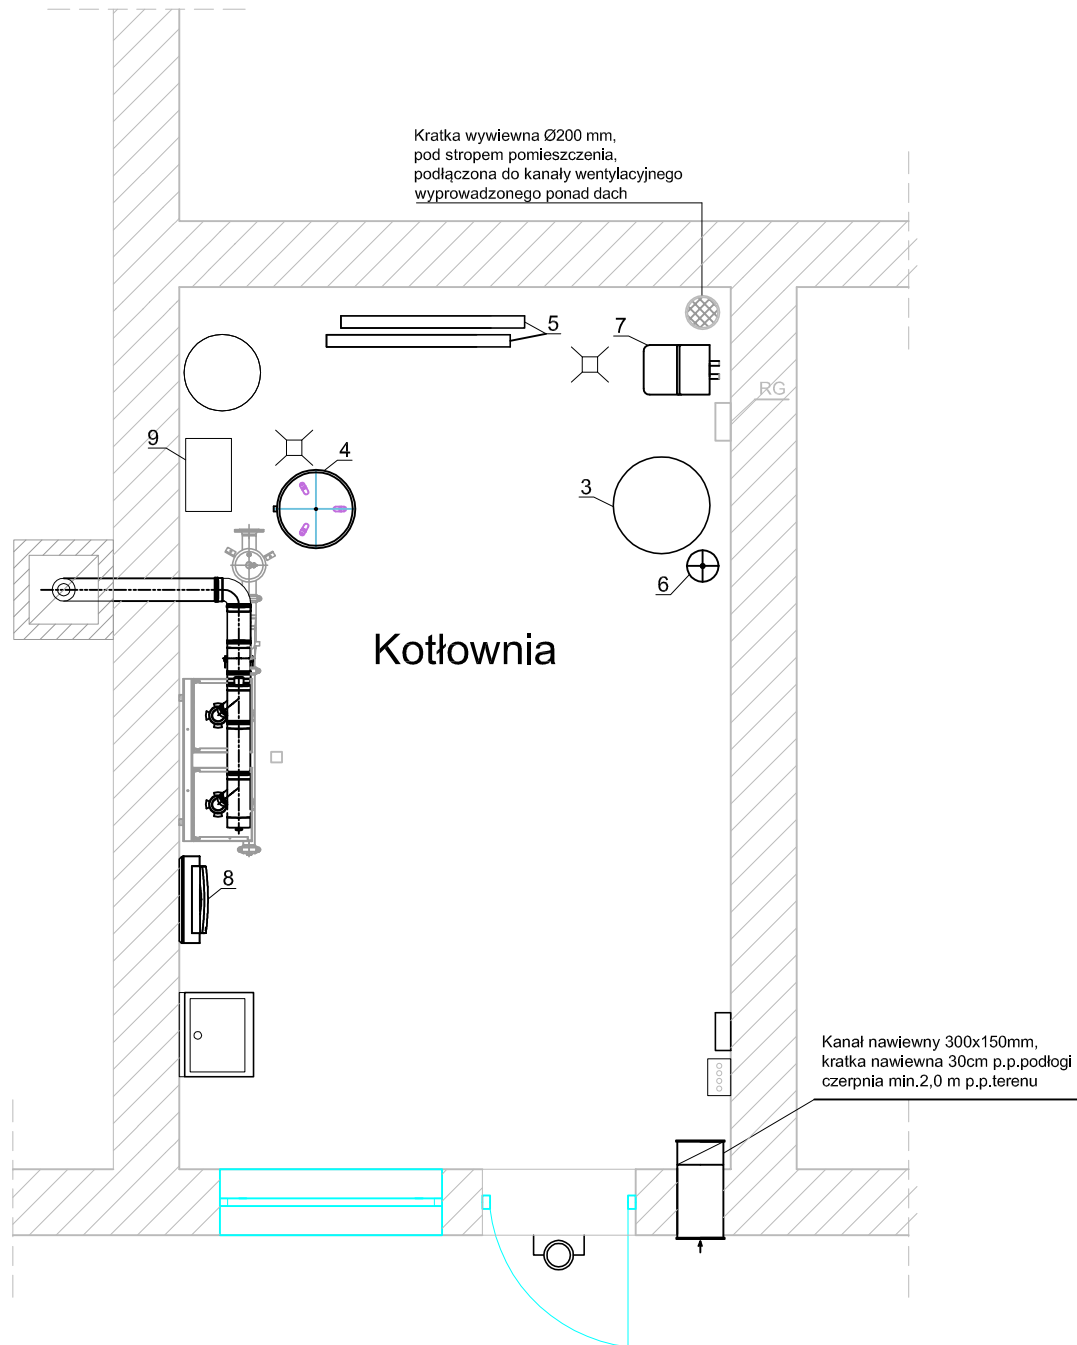 Kratka wywiewna Ø200 mm,
pod stropem pomieszczenia,
podłączona do kanały wentylacyjnego
wyprowadzonego ponad dach
5
7
RG
9
4
3
6
Kotłownia
8
Kanał nawiewny 300x150mm,
kratka nawiewna 30cm p.p.podłogi
czerpnia min.2,0 m p.p.terenu